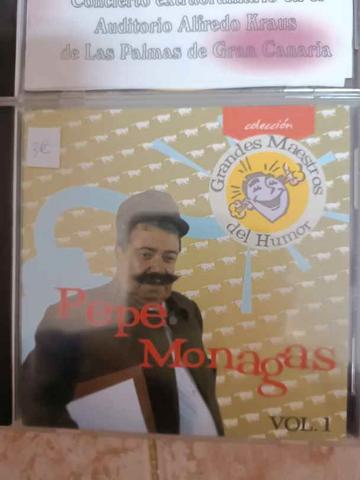 Concierto extraordinario en el
Auditorio Alfredo Kraus
de Las Palmas de Gran Canaria
3€
colección
Grandes Maestros
del Humor
Pepe
Monagas
VOL. 1